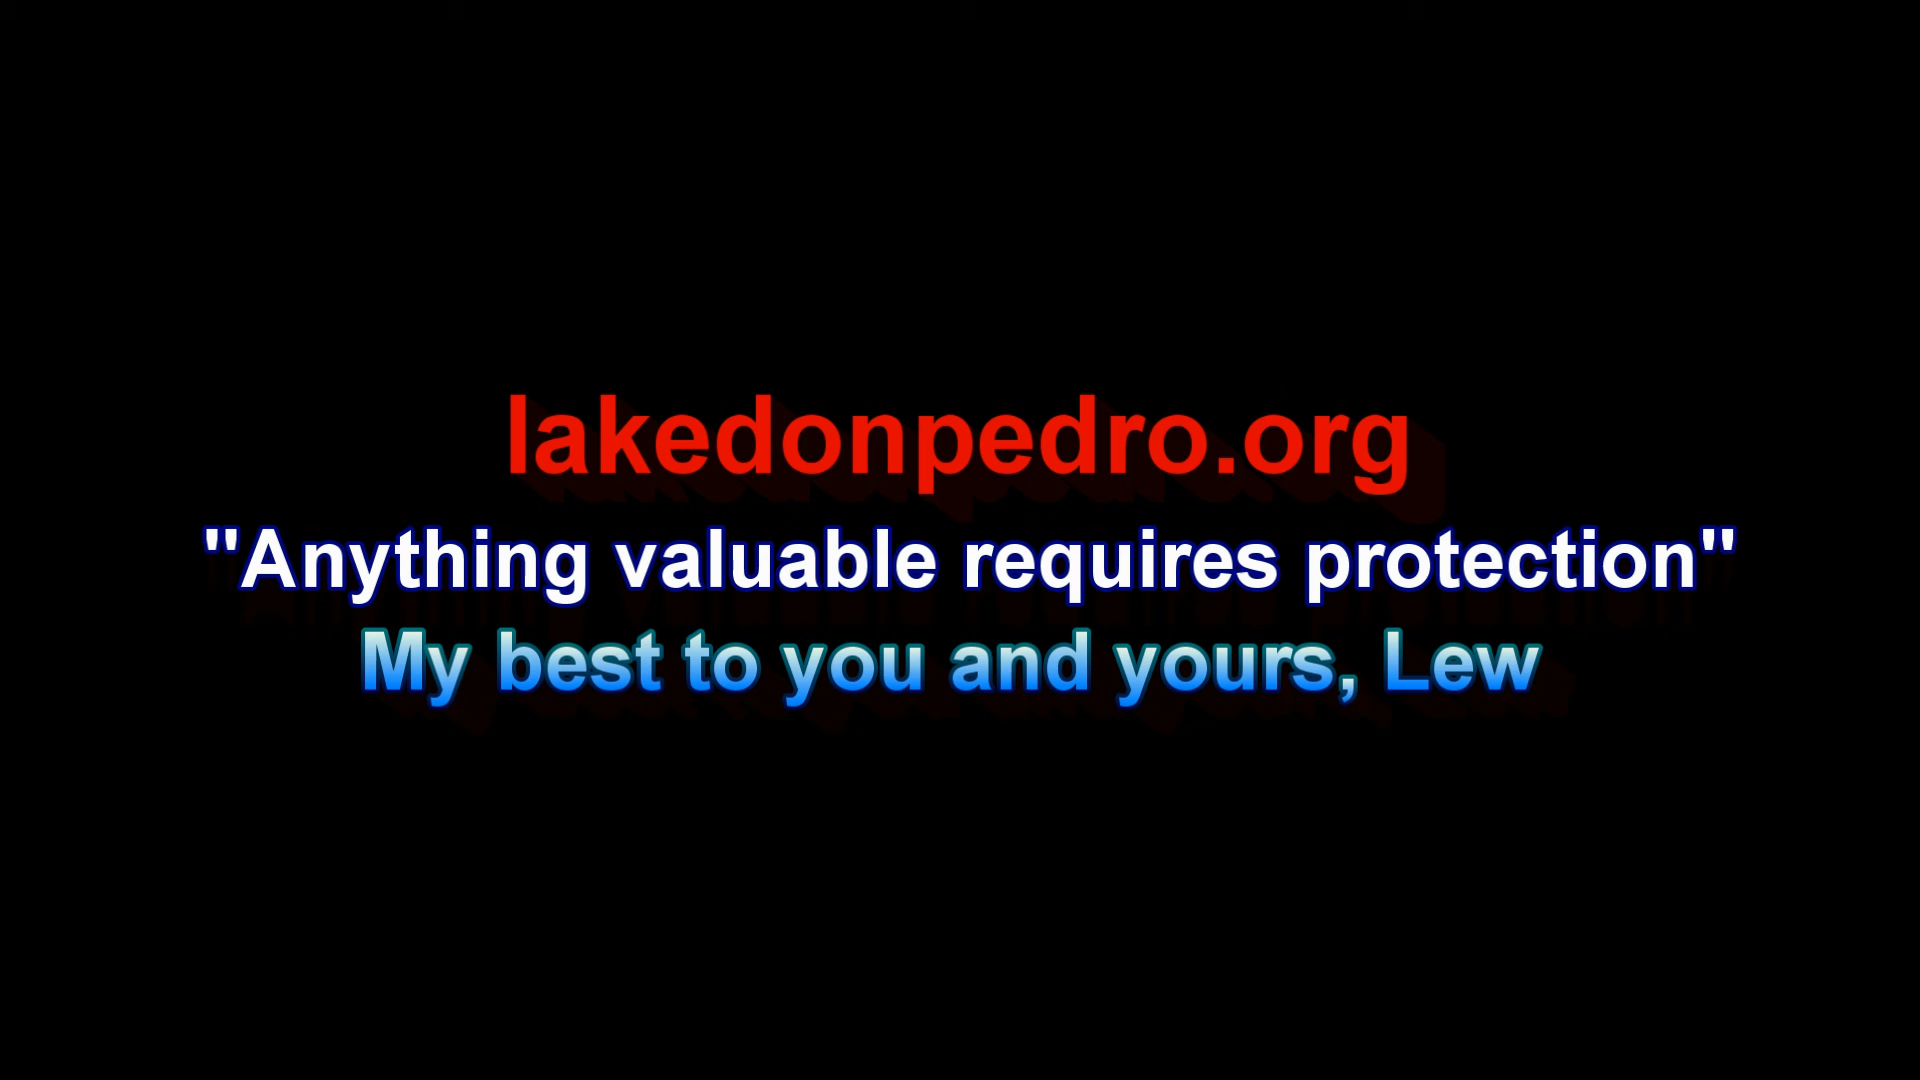 lakedonpedro.org
"Anything valuable requires protection"
My best to you and yours, Lew